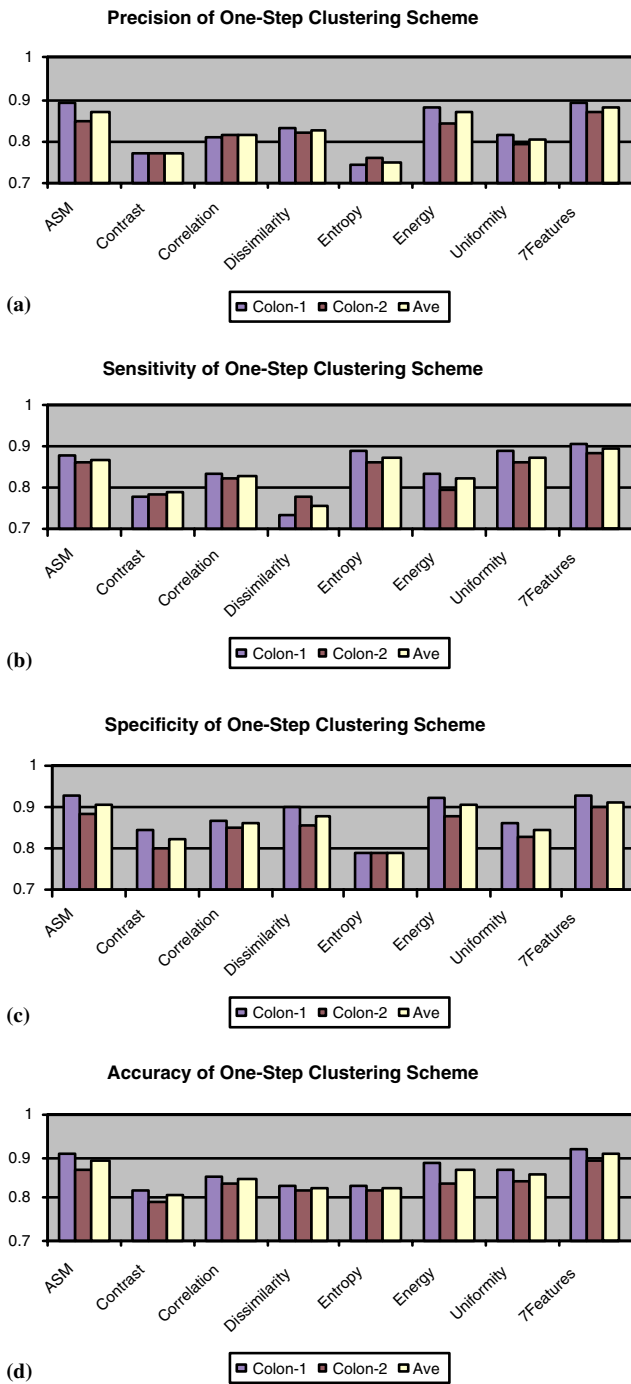 Precision of One-Step Clustering Scheme
1
0.9
0.8
0.7
ASM
Contrast
Correlation
Dissimilarity
Entropy
Energy
Uniformity
7Features
(a)
Colon-1 Colon-2 Ave
Sensitivity of One-Step Clustering Scheme
1
0.9
0.8
0.7
ASM
Contrast
Correlation
Dissimilarity
Entropy
Energy
Uniformity
7Features
(b)
Colon-1 Colon-2 Ave
Specificity of One-Step Clustering Scheme
1
0.9
0.8
0.7
ASM
Contrast
Correlation
Dissimilarity
Entropy
Energy
Uniformity
7Features
(c)
Colon-1 Colon-2 Ave
Accuracy of One-Step Clustering Scheme
1
0.9
0.8
0.7
ASM
Contrast
Correlation
Dissimilarity
Entropy
Energy
Uniformity
7Features
(d)
Colon-1 Colon-2 Ave